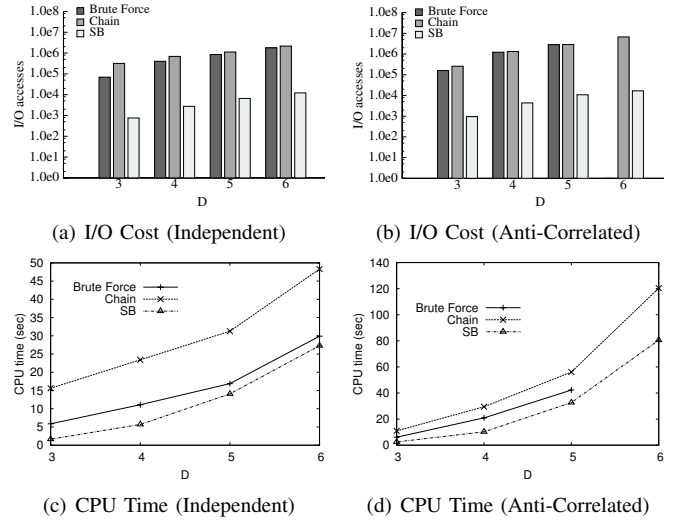 Brute Force
Chain
SB
1.0e8
1.0e7
1.0e6
1.0e5
1.0e4
1.0e3
1.0e2
1.0e1
1.0e0
I/O accesses
3 4 5 6
D
(a) I/O Cost (Independent)
Brute Force
Chain
SB
1.0e8
1.0e7
1.0e6
1.0e5
1.0e4
1.0e3
1.0e2
1.0e1
1.0e0
I/O accesses
3 4 5 6
D
(b) I/O Cost (Anti-Correlated)
Brute Force
Chain
SB
50
45
40
35
30
25
20
15
10
5
0
CPU time (sec)
3 4 5 6
D
(c) CPU Time (Independent)
Brute Force
Chain
SB
140
120
100
80
60
40
20
0
CPU time (sec)
3 4 5 6
D
(d) CPU Time (Anti-Correlated)